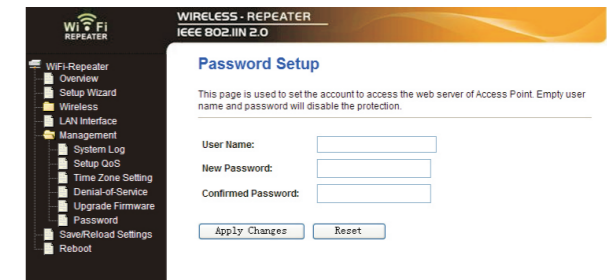 Wi Fi
REPEATER
WIRELESS - REPEATER
IEEE 802.11N 2.0
WiFi-Repeater
Overview
Setup Wizard
Wireless
LAN Interface
Management
System Log
Setup QoS
Time Zone Setting
Denial-of-Service
Upgrade Firmware
Password
Save/Reload Settings
Reboot
Password Setup
This page is used to set the account to access the web server of Access Point. Empty user
name and password will disable the protection.
User Name:
New Password:
Confirmed Password:
Apply Changes
Reset